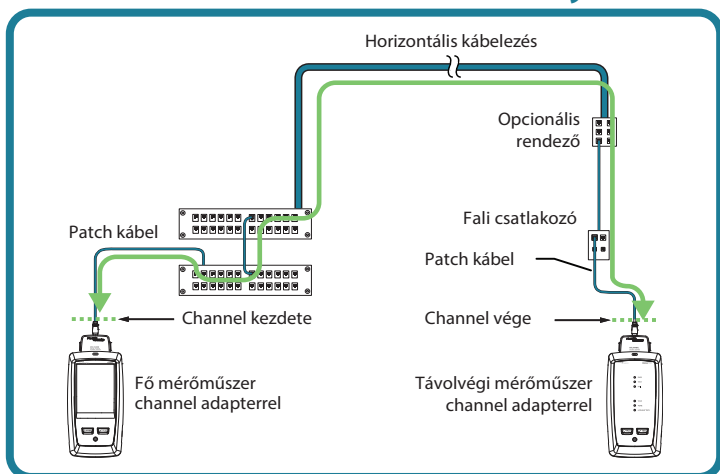 Horizontális kábelezés
Opcionális
rendező
Fali csatlakozó
Patch kábel
Patch kábel
Channel kezdete
Channel vége
Fő mérőműszer
channel adapterrel
Távolvégi mérőműszer
channel adapterrel